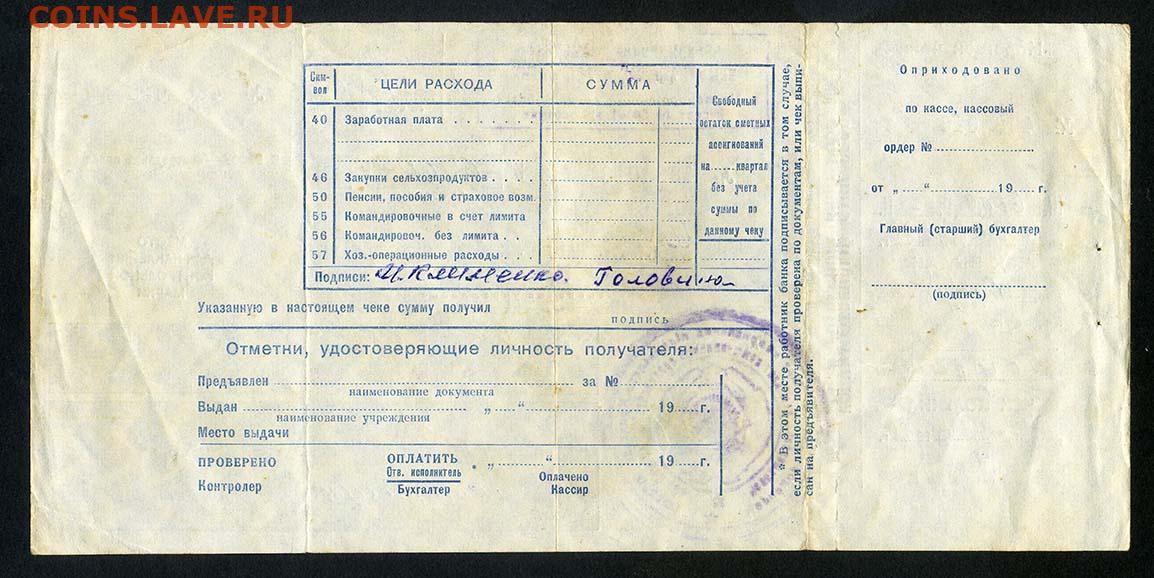 COINS.LAVE.RU
Сим-
вол
ЦЕЛИ РАСХОДА
СУММА
Свободный
остаток сметных
ассигнований
на......квартал
без учета
суммы по
данному чеку
40 Заработная плата . . . . . . .
46 Закупки сельхозпродуктов . . . .
50 Пенсии, пособия и страховое возм.
55 Командировочные в счет лимита
56 Командировоч. без лимита . .
57 Хоз.-операционные расходы . . .
Подписи:
Указанную в настоящем чеке сумму получил
подпись
Отметки, удостоверяющие личность получателя:
Предъявлен за №
наименование документа
Выдан „ “ 19 г.
наименование учреждения
Место выдачи
ПРОВЕРЕНО
Контролер
ОПЛАТИТЬ
Отв. исполнитель
Бухгалтер
„ “ 19 г.
Оплачено
Кассир
* В этом месте работник банка подписывается в том случае,
если личность получателя проверена по документам, или чек выпи-
сан на предъявителя.
Оприходовано
по кассе, кассовый
ордер №
от „ “ 19 г.
Главный (старший) бухгалтер
(подпись)